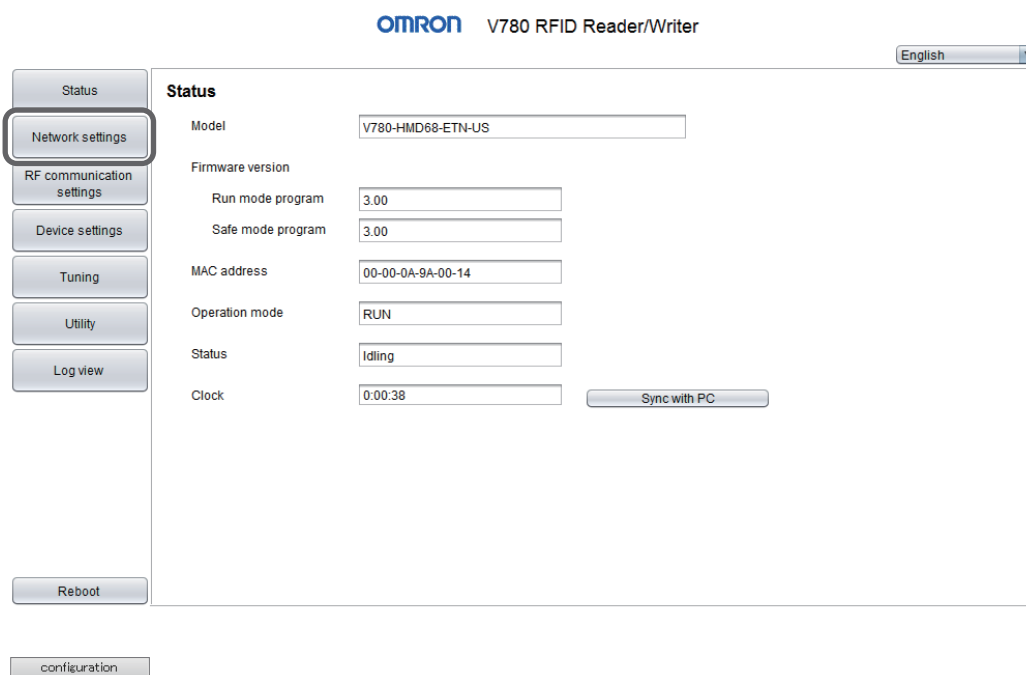 OMRON V780 RFID Reader/Writer
English
Status
Network settings
RF communication
settings
Device settings
Tuning
Utility
Log view
Reboot
Status
Model V780-HMD68-ETN-US
Firmware version
Run mode program 3.00
Safe mode program 3.00
MAC address 00-00-0A-9A-00-14
Operation mode RUN
Status Idling
Clock 0:00:38 Sync with PC
configuration